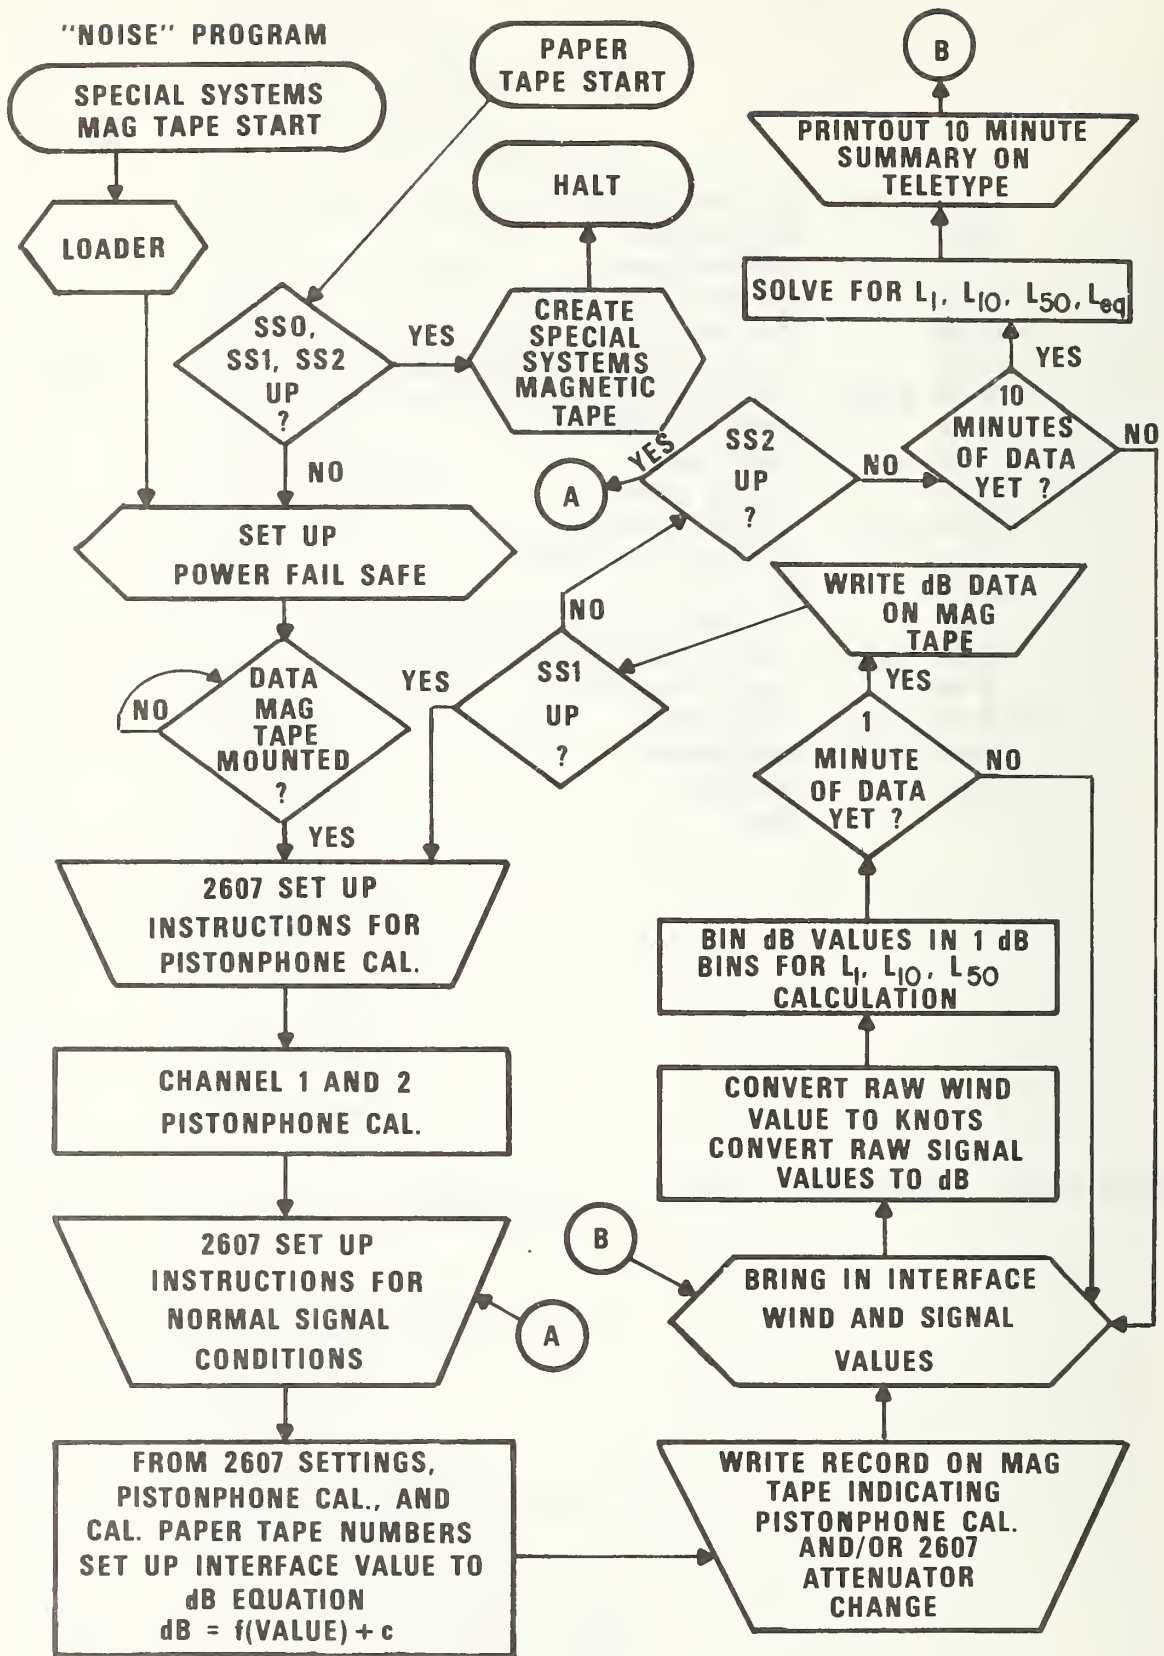 "NOISE" PROGRAM
SPECIAL SYSTEMS
MAG TAPE START
LOADER
PAPER
TAPE START
SS0,
SS1, SS2
UP
?
YES
NO
CREATE
SPECIAL
SYSTEMS
MAGNETIC
TAPE
HALT
SET UP
POWER FAIL SAFE
DATA
MAG
TAPE
MOUNTED
?
NO
YES
2607 SET UP
INSTRUCTIONS FOR
PISTONPHONE CAL.
CHANNEL 1 AND 2
PISTONPHONE CAL.
2607 SET UP
INSTRUCTIONS FOR
NORMAL SIGNAL
CONDITIONS
A
FROM 2607 SETTINGS,
PISTONPHONE CAL., AND
CAL. PAPER TAPE NUMBERS
SET UP INTERFACE VALUE TO
dB EQUATION
dB = f(VALUE) + c
WRITE RECORD ON MAG
TAPE INDICATING
PISTONPHONE CAL.
AND/OR 2607
ATTENUATOR
CHANGE
B
BRING IN INTERFACE
WIND AND SIGNAL
VALUES
CONVERT RAW WIND
VALUE TO KNOTS
CONVERT RAW SIGNAL
VALUES TO dB
BIN dB VALUES IN 1 dB
BINS FOR L1, L10, L50
CALCULATION
1
MINUTE
OF DATA
YET ?
NO
YES
WRITE dB DATA
ON MAG
TAPE
SS1
UP
?
YES
NO
SS2
UP
?
YES
A
NO
10
MINUTES
OF DATA
YET ?
NO
YES
SOLVE FOR L1, L10, L50, Leq
PRINTOUT 10 MINUTE
SUMMARY ON
TELETYPE
B